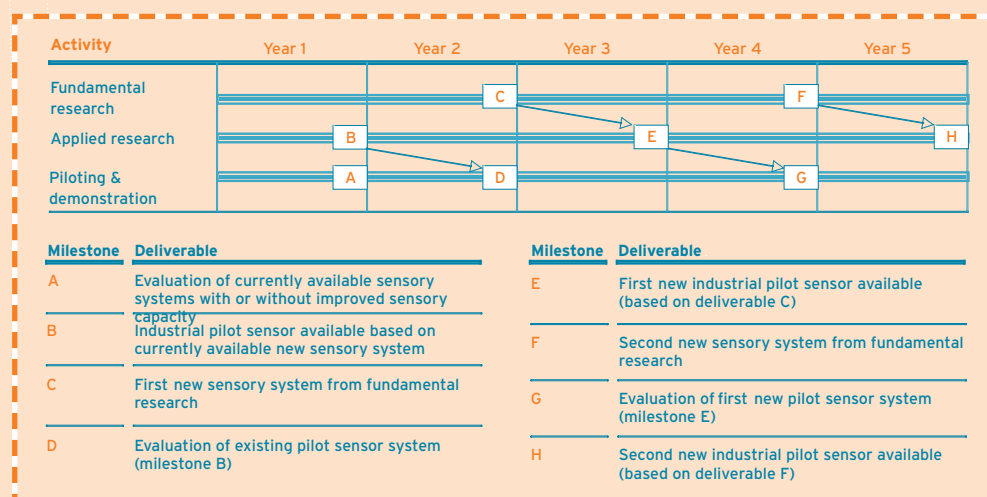 Activity
Year 1
Year 2
Year 3
Year 4
Year 5
Fundamental
research
C
F
Applied research
B
E
H
Piloting &
demonstration
A
D
G
Milestone
Deliverable
A
Evaluation of currently available sensory
systems with or without improved sensory
capacity
B
Industrial pilot sensor available based on
currently available new sensory system
C
First new sensory system from fundamental
research
D
Evaluation of existing pilot sensor system
(milestone B)
Milestone
Deliverable
E
First new industrial pilot sensor available
(based on deliverable C)
F
Second new sensory system from fundamental
research
G
Evaluation of first new pilot sensor system
(milestone E)
H
Second new industrial pilot sensor available
(based on deliverable F)